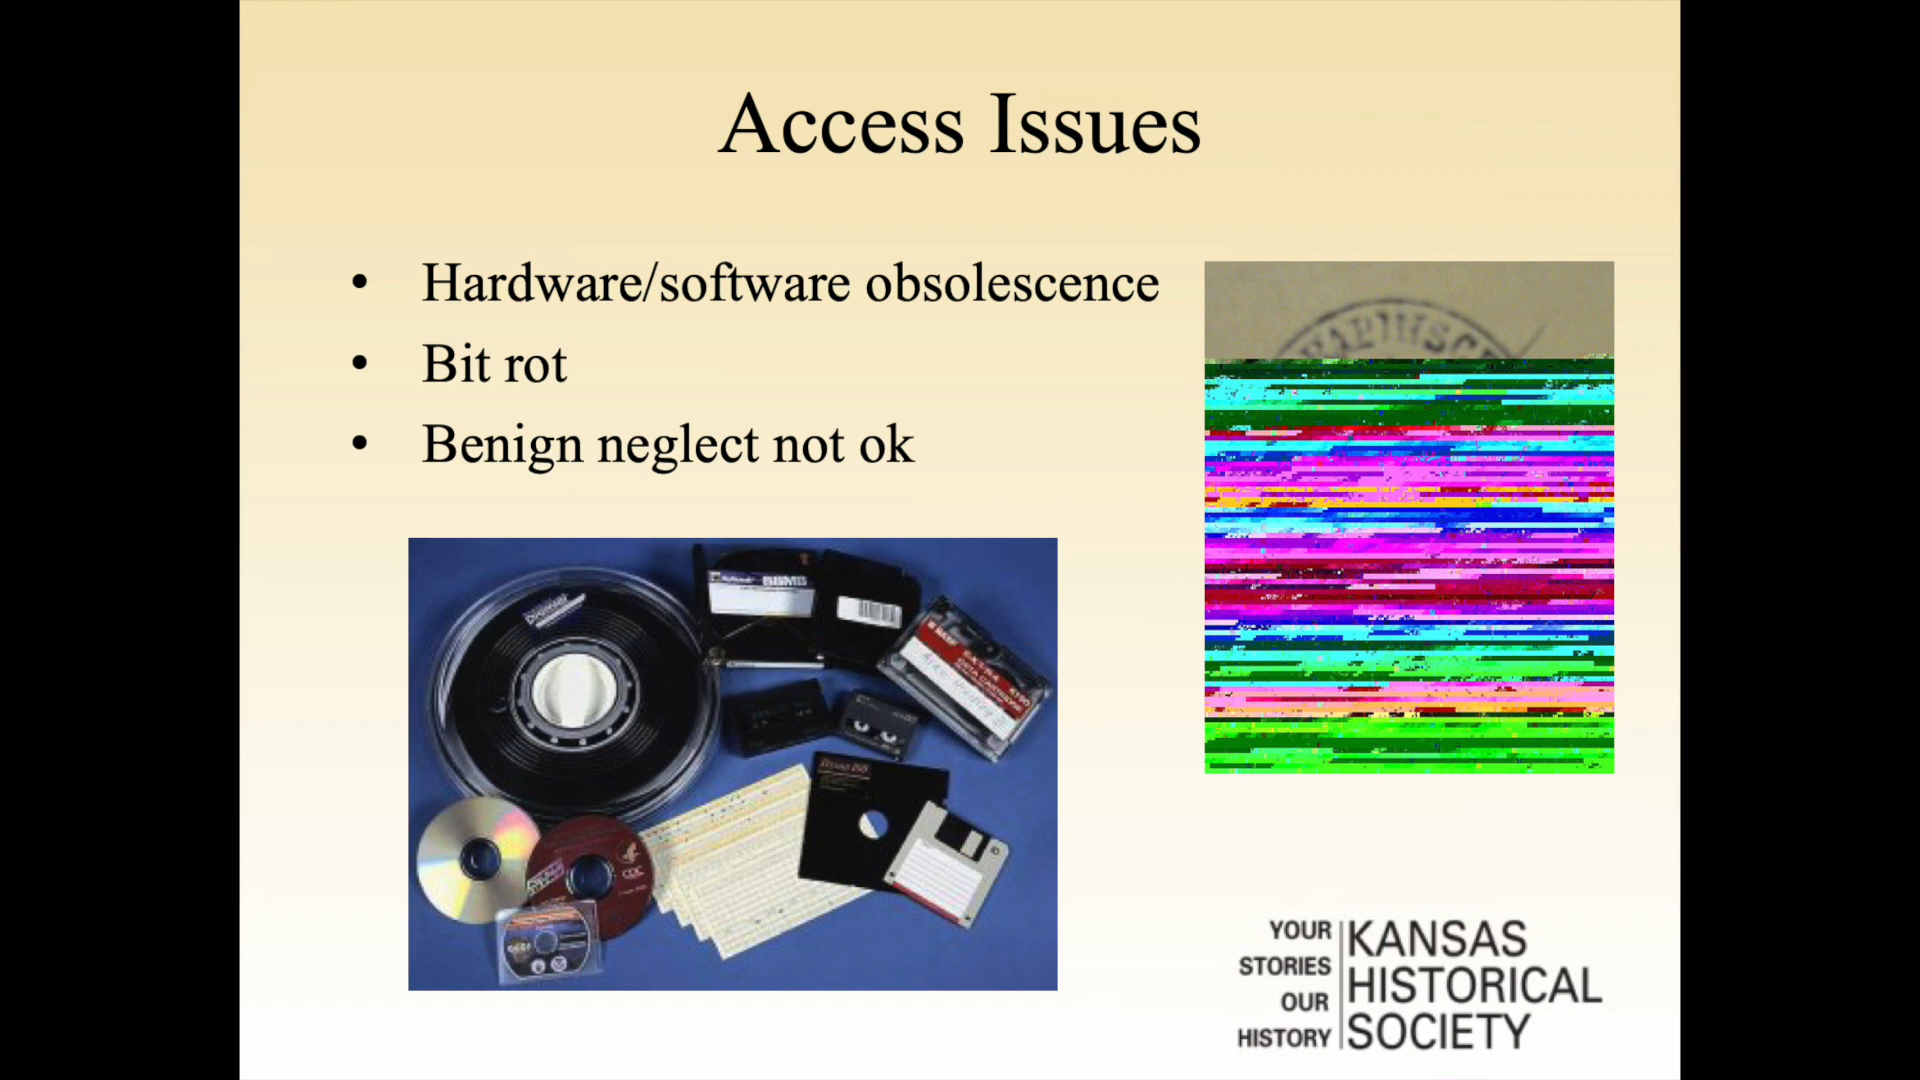 Access Issues
• Hardware/software obsolescence
• Bit rot
• Benign neglect not ok
YOUR STORIES OUR HISTORY
KANSAS HISTORICAL SOCIETY